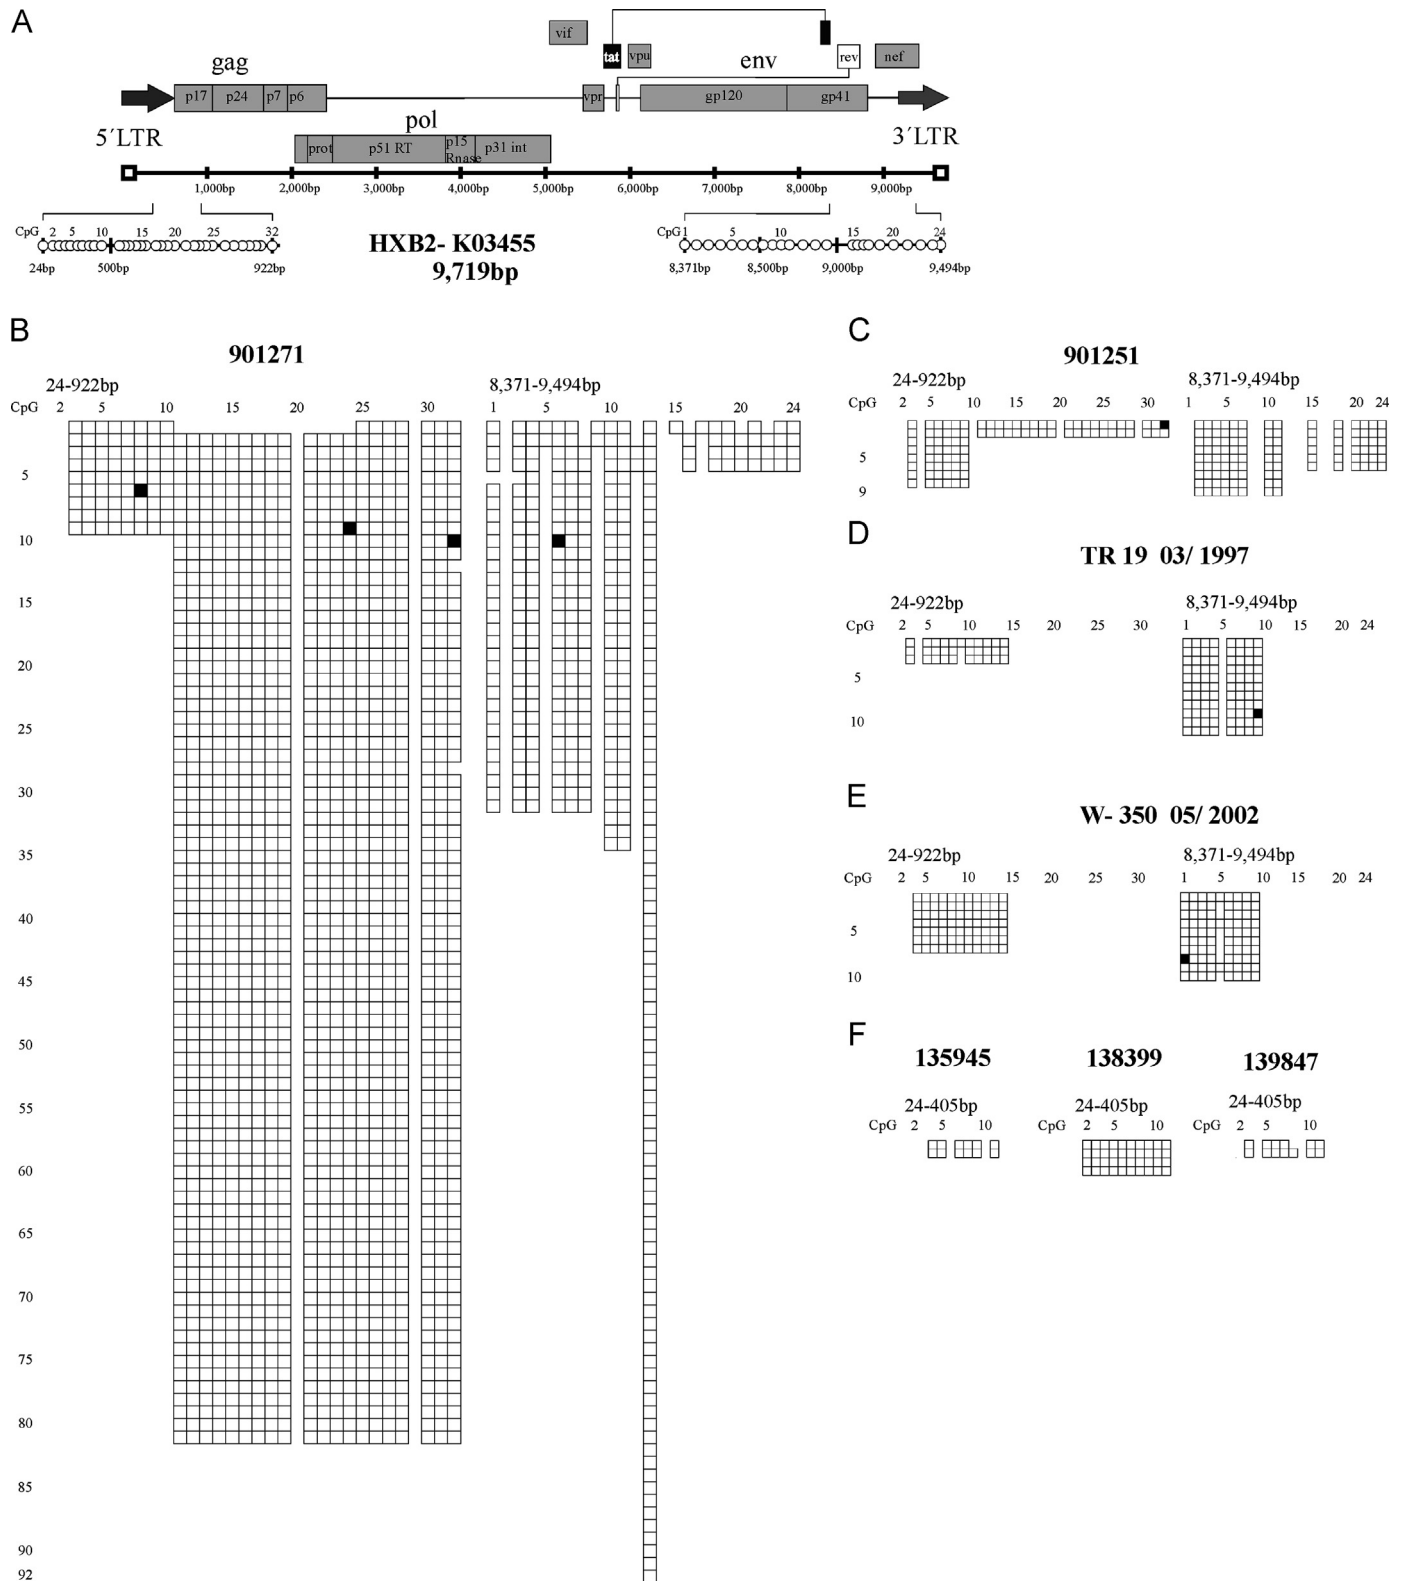 A
vif
tat
vpu
rev
nef
gag
env
p17 p24 p7 p6
vpr
gp120 gp41
5´LTR
pol
3´LTR
prot p51 RT p15 Rnase p31 int
1,000bp 2,000bp 3,000bp 4,000bp 5,000bp 6,000bp 7,000bp 8,000bp 9,000bp
CpG 2 5 10 15 20 25 32
24bp 500bp 922bp
HXB2- K03455
9,719bp
CpG1 5 10 15 20 24
8,371bp 8,500bp 9,000bp 9,494bp
B
901271
24-922bp 8,371-9,494bp
CpG 2 5 10 15 20 25 30 1 5 10 15 20 24
5
10
15
20
25
30
35
40
45
50
55
60
65
70
75
80
85
90
92
C
901251
24-922bp 8,371-9,494bp
CpG 2 5 10 15 20 25 30 1 5 10 15 20 24
5
9
D
TR 19 03/ 1997
24-922bp 8,371-9,494bp
CpG 2 5 10 15 20 25 30 1 5 10 15 20 24
5
10
E
W- 350 05/ 2002
24-922bp 8,371-9,494bp
CpG 2 5 10 15 20 25 30 1 5 10 15 20 24
5
10
F
135945 138399 139847
24-405bp 24-405bp 24-405bp
CpG 2 5 10 CpG 2 5 10 CpG 2 5 10